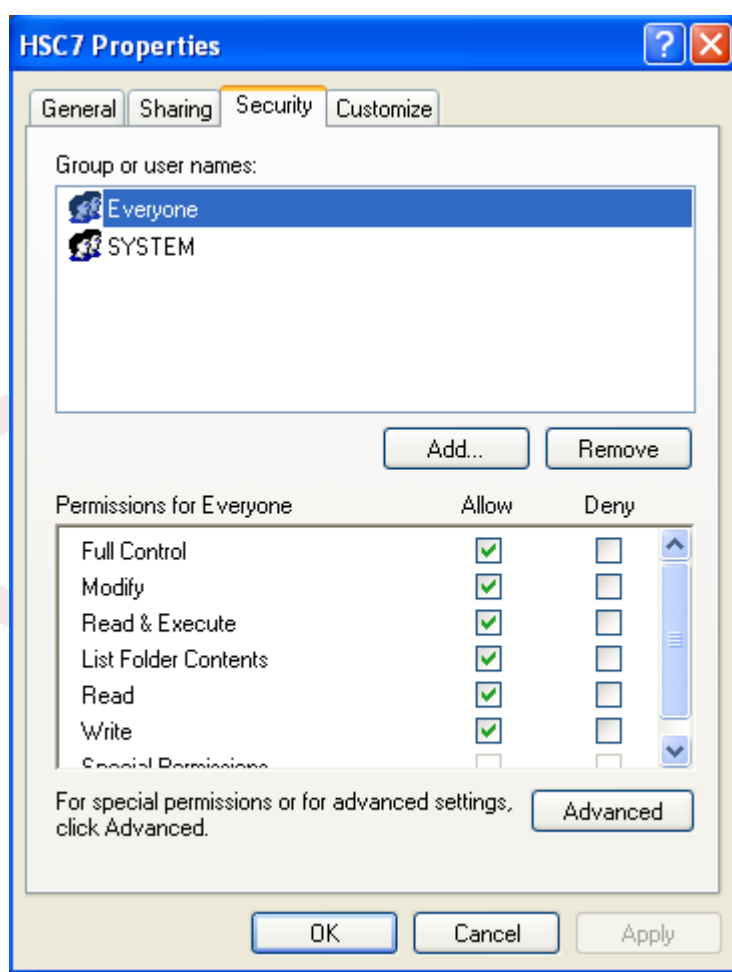 HSC7 Properties
General Sharing Security Customize
Group or user names:
Everyone
SYSTEM
Add... Remove
Permissions for Everyone Allow Deny
Full Control
Modify
Read & Execute
List Folder Contents
Read
Write
Special Permissions
For special permissions or for advanced settings,
click Advanced.
Advanced
OK Cancel Apply